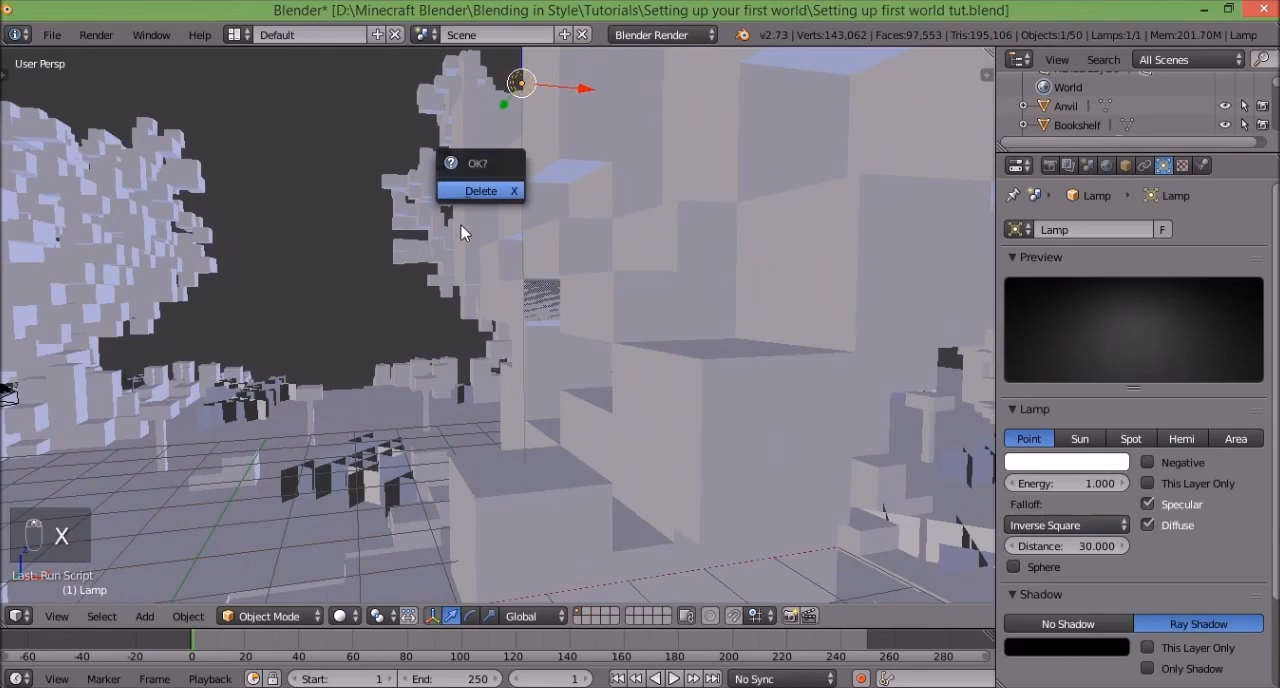 Blender* [D:\Minecraft Blender\Blending in Style\Tutorials\Setting up your first world\Setting up first world tut.blend]
File Render Window Help Default Scene Blender Render v2.73 | Verts:143,062 | Faces:97,553 | Tris:195,106 | Objects:1/50 | Lamps:1/1 | Mem:201.70M | Lamp
User Persp
View Search All Scenes
World
Anvil
Bookshelf
OK?
Delete X
Lamp Lamp
Lamp F
Preview
Lamp
Point Sun Spot Hemi Area
Negative
Energy: 1.000 This Layer Only
Falloff: Specular
Inverse Square Diffuse
Distance: 30.000
Sphere
X
Last: Run Script
(1) Lamp
Shadow
No Shadow Ray Shadow
This Layer Only
Only Shadow
View Select Add Object Object Mode Global
-60 -40 -20 0 20 40 60 80 100 120 140 160 180 200 220 240 260 280
View Marker Frame Playback Start: 1 End: 250 1 No Sync